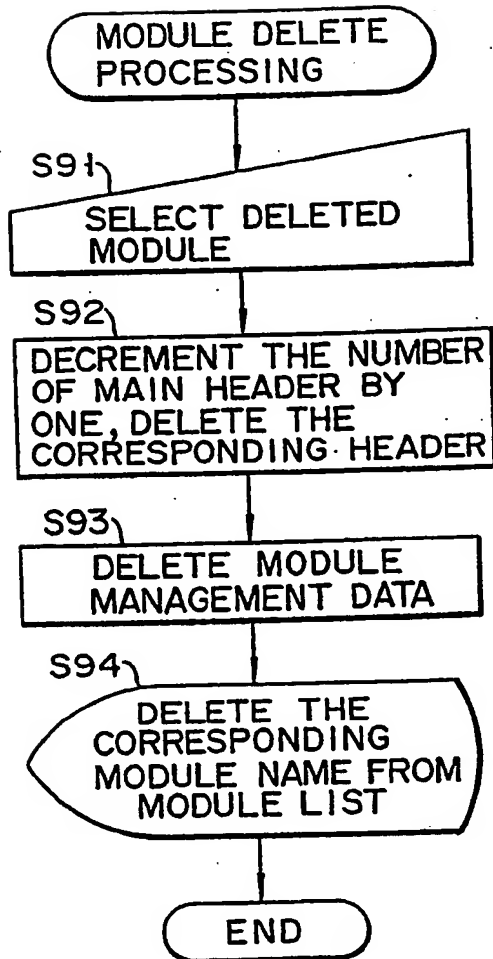 MODULE DELETE
PROCESSING
S91
SELECT DELETED
MODULE
S92
DECREMENT THE NUMBER
OF MAIN HEADER BY
ONE, DELETE THE
CORRESPONDING HEADER
S93
DELETE MODULE
MANAGEMENT DATA
S94
DELETE THE
CORRESPONDING
MODULE NAME FROM
MODULE LIST
END